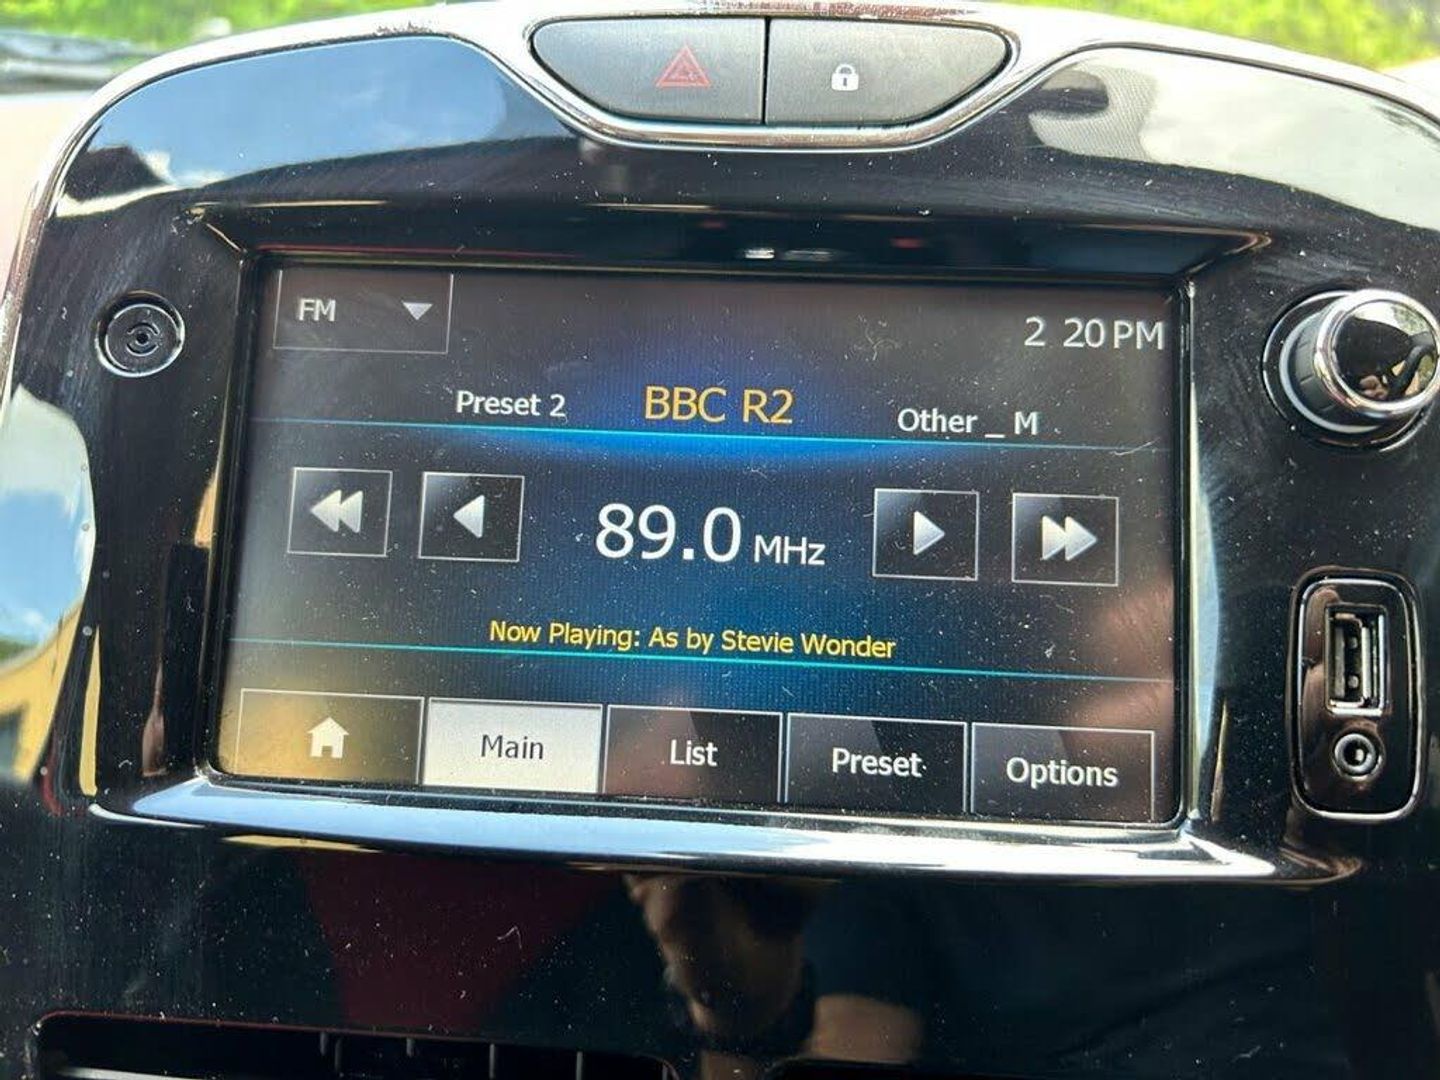 FM
2 20 PM
Preset 2
BBC R2
Other _ M
89.0 MHz
Now Playing: As by Stevie Wonder
Main
List
Preset
Options